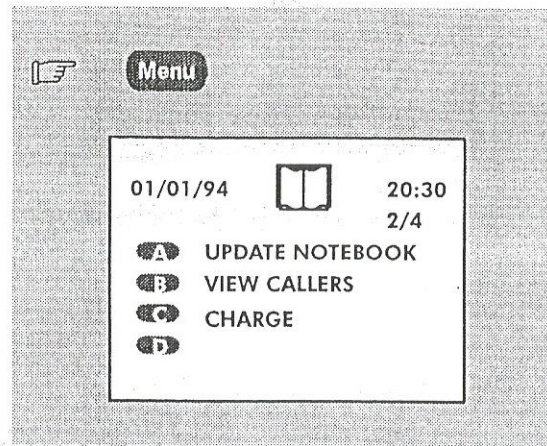 Menu
01/01/94 20:30
2/4
A UPDATE NOTEBOOK
B VIEW CALLERS
C CHARGE
D